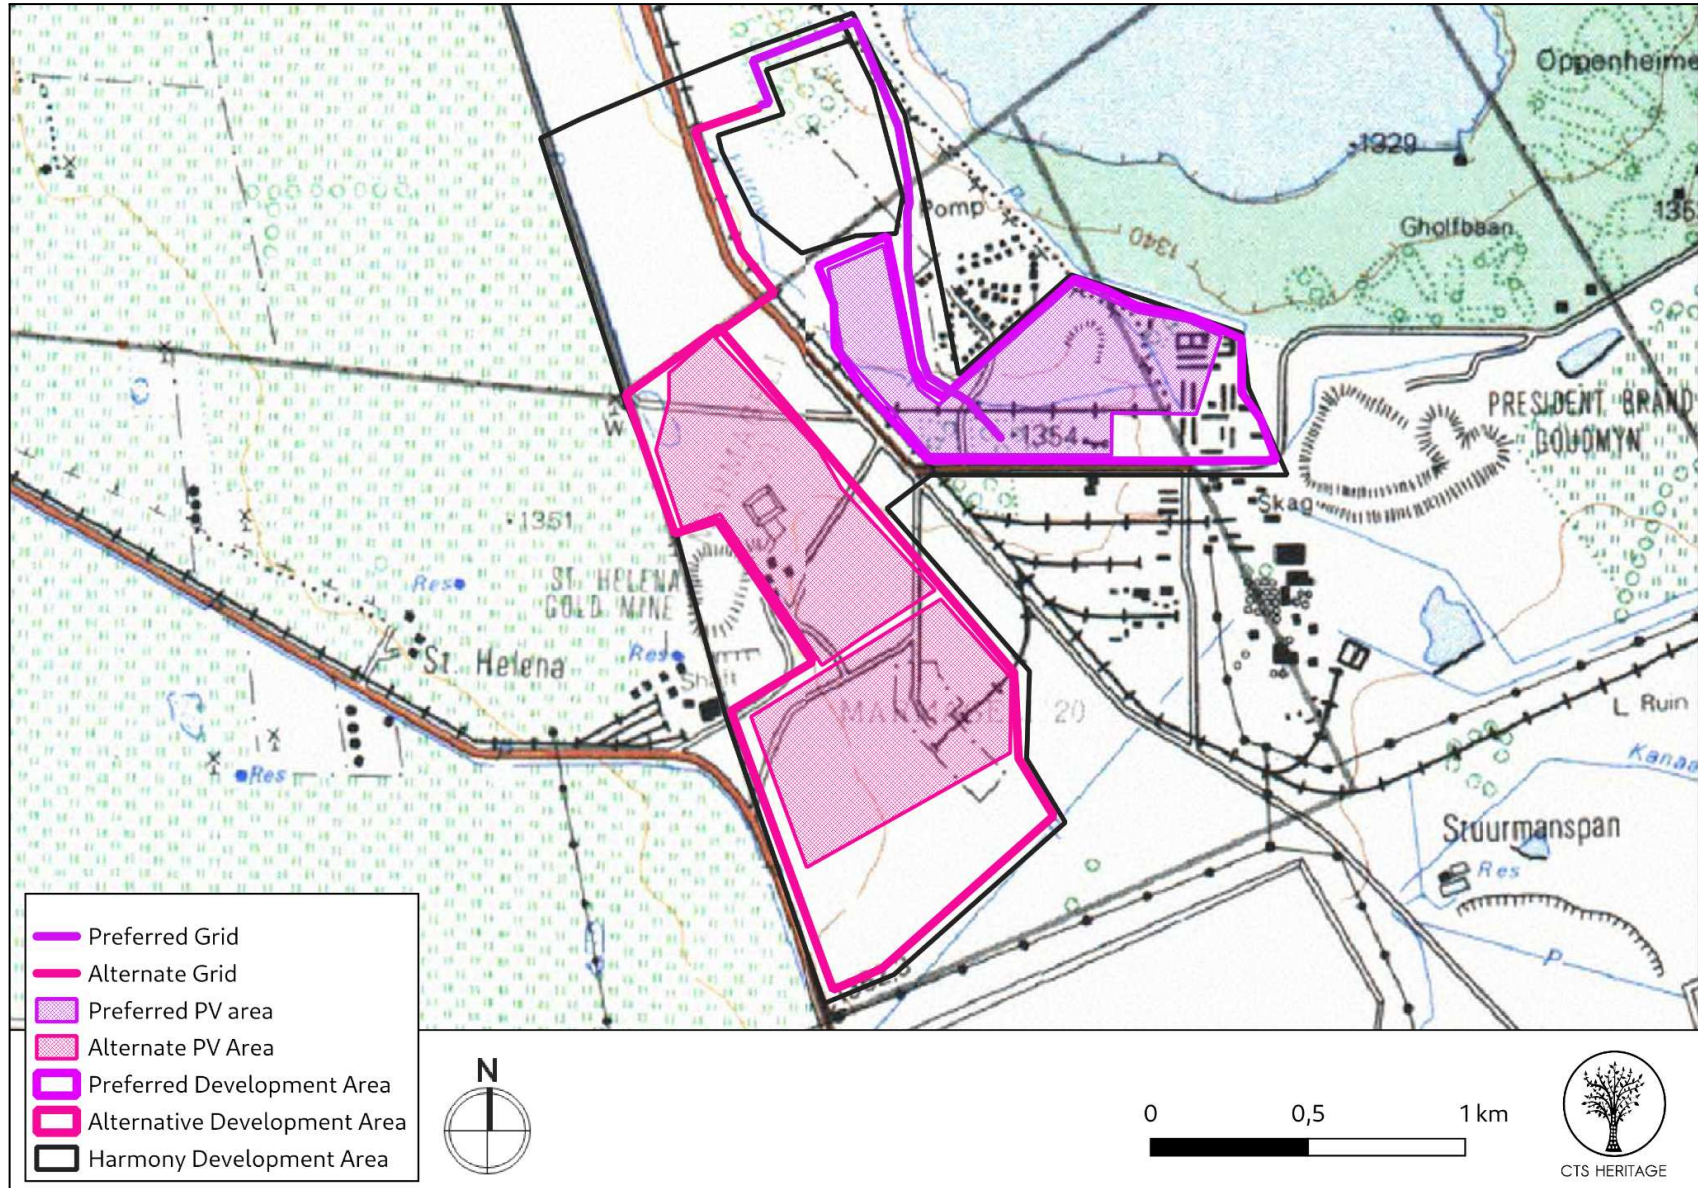 Oppenheime
1329
135
Pomp
Gholfbaan
1340
PRESIDENT BRAND
GOUDMYN
1354
1351
W
Skag
Res
ST. HELENA
GOLD MINE
St. Helena
Res
Shaft
20
L Ruin
Res
Kanaa
Stuurmanspan
Res
P
P
Preferred Grid
Alternate Grid
Preferred PV area
Alternate PV Area
Preferred Development Area
Alternative Development Area
Harmony Development Area
N
0 0,5 1 km
CTS HERITAGE